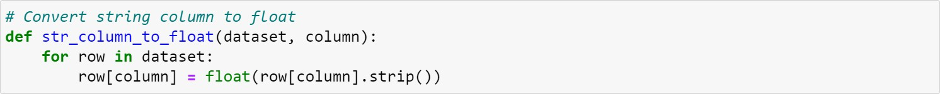 # Convert string column to float
def str_column_to_float(dataset, column):
    for row in dataset:
        row[column] = float(row[column].strip())